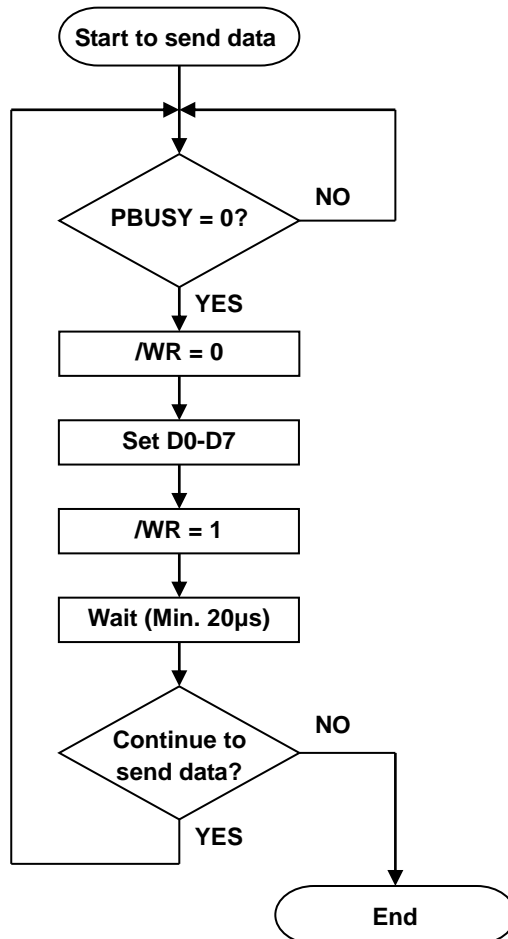 Start to send data
PBUSY = 0?
NO
YES
/WR = 0
Set D0-D7
/WR = 1
Wait (Min. 20µs)
Continue to
send data?
NO
YES
End